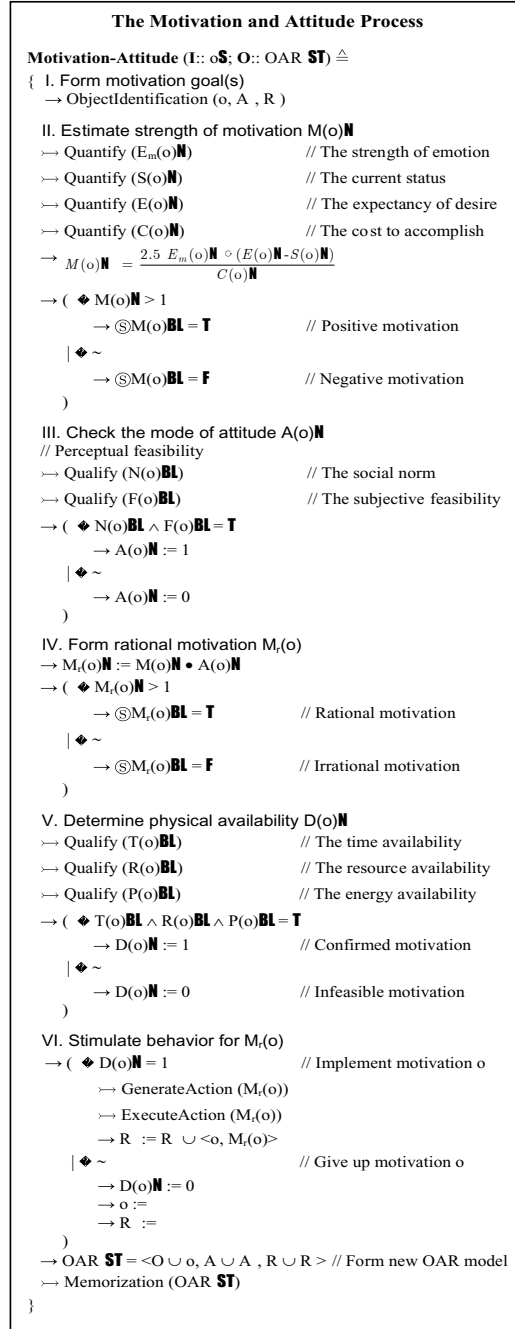 The Motivation and Attitude Process
Motivation-Attitude (I:: oS; O:: OAR ST) ≙
{ I. Form motivation goal(s)
→ ObjectIdentification (o, A , R )
II. Estimate strength of motivation M(o)N
↣ Quantify (Em(o)N) // The strength of emotion
↣ Quantify (S(o)N) // The current status
↣ Quantify (E(o)N) // The expectancy of desire
↣ Quantify (C(o)N) // The cost to accomplish
→ M(o)N = 2.5 Em(o)N (E(o)N-S(o)N)
C(o)N
→ ( � M(o)N > 1
→ ⓈM(o)BL = T // Positive motivation
| � ~
→ ⓈM(o)BL = F // Negative motivation
)
III. Check the mode of attitude A(o)N
// Perceptual feasibility
↣ Qualify (N(o)BL) // The social norm
↣ Qualify (F(o)BL) // The subjective feasibility
→ ( � N(o)BL ∧ F(o)BL = T
→ A(o)N := 1
| � ~
→ A(o)N := 0
)
IV. Form rational motivation Mr(o)
→ Mr(o)N := M(o)N • A(o)N
→ ( � Mr(o)N > 1
→ ⓈMr(o)BL = T // Rational motivation
| � ~
→ ⓈMr(o)BL = F // Irrational motivation
)
V. Determine physical availability D(o)N
↣ Qualify (T(o)BL) // The time availability
↣ Qualify (R(o)BL) // The resource availability
↣ Qualify (P(o)BL) // The energy availability
→ ( � T(o)BL ∧ R(o)BL ∧ P(o)BL = T
→ D(o)N := 1 // Confirmed motivation
| � ~
→ D(o)N := 0 // Infeasible motivation
)
VI. Stimulate behavior for Mr(o)
→ ( � D(o)N = 1 // Implement motivation o
↣ GenerateAction (Mr(o))
↣ ExecuteAction (Mr(o))
→ R := R ∪ <o, Mr(o)>
| � ~ // Give up motivation o
→ D(o)N := 0
→ o :=
→ R :=
)
→ OAR ST = <O ∪ o, A ∪ A , R ∪ R > // Form new OAR model
↣ Memorization (OAR ST)
}